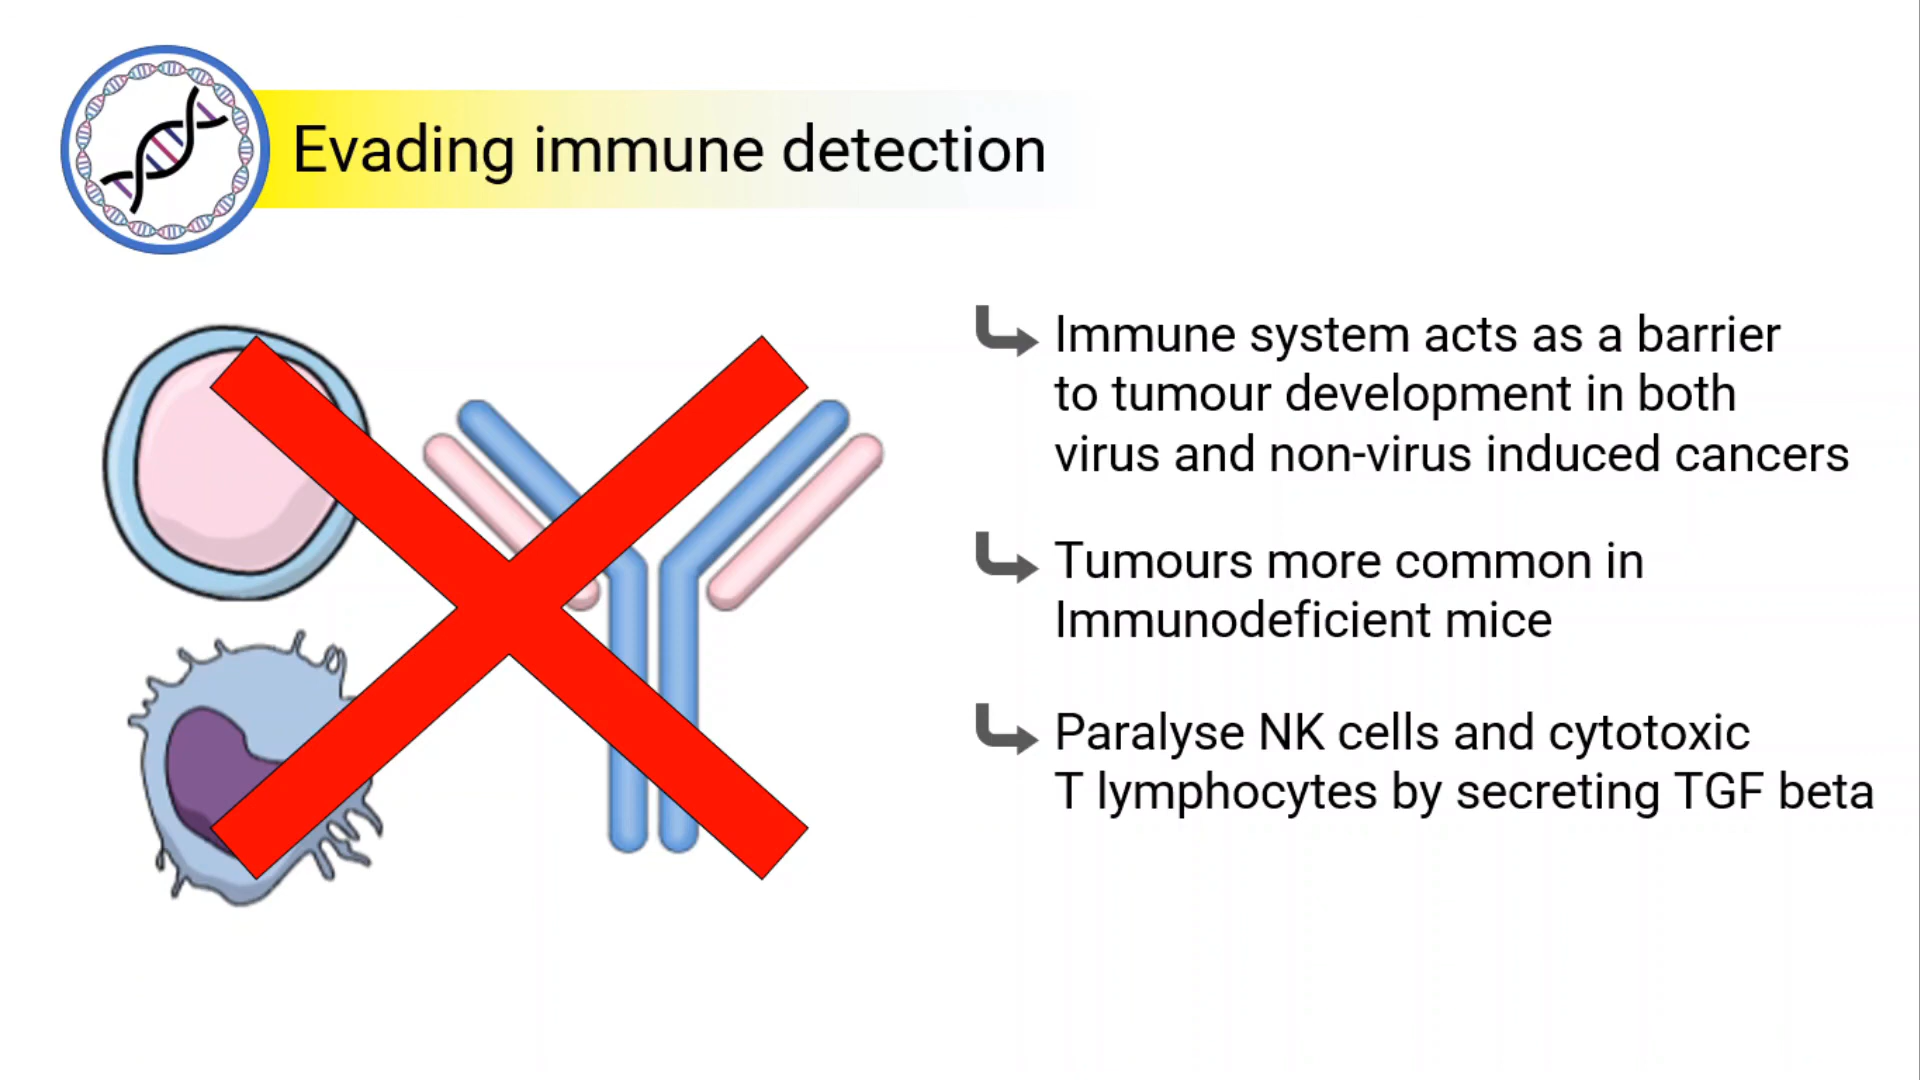 Evading immune detection
Immune system acts as a barrier
to tumour development in both
virus and non-virus induced cancers
Tumours more common in
Immunodeficient mice
Paralyse NK cells and cytotoxic
T lymphocytes by secreting TGF beta